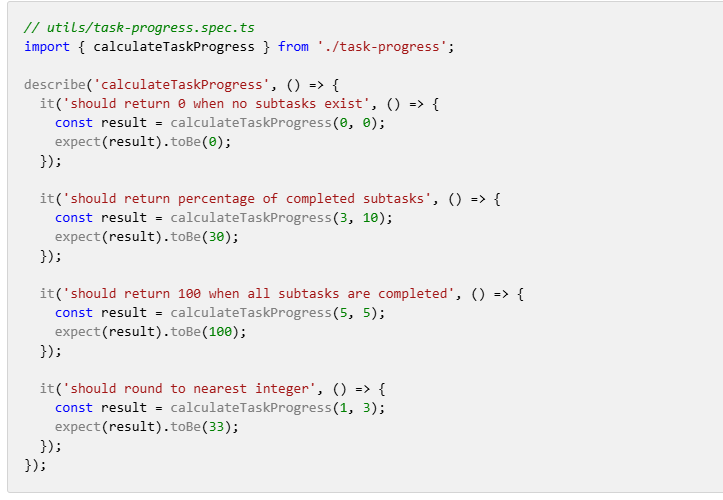 // utils/task-progress.spec.ts
import { calculateTaskProgress } from './task-progress';

describe('calculateTaskProgress', () => {
  it('should return 0 when no subtasks exist', () => {
    const result = calculateTaskProgress(0, 0);
    expect(result).toBe(0);
  });

  it('should return percentage of completed subtasks', () => {
    const result = calculateTaskProgress(3, 10);
    expect(result).toBe(30);
  });

  it('should return 100 when all subtasks are completed', () => {
    const result = calculateTaskProgress(5, 5);
    expect(result).toBe(100);
  });

  it('should round to nearest integer', () => {
    const result = calculateTaskProgress(1, 3);
    expect(result).toBe(33);
  });
});